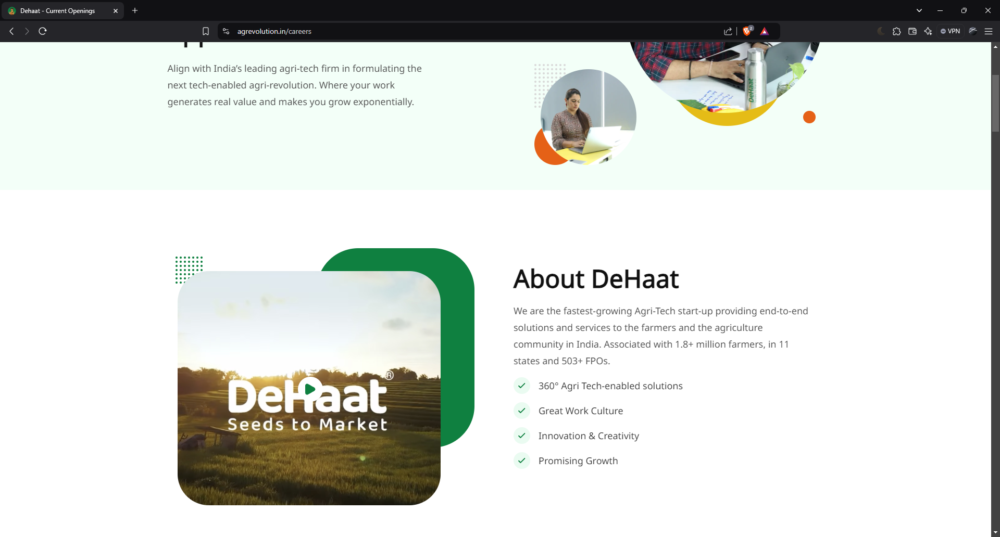 Dehaat - Current Openings
agrevolution.in/careers
2
VPN
Align with India’s leading agri-tech firm in formulating the
next tech-enabled agri-revolution. Where your work
generates real value and makes you grow exponentially.
DeHaat
About DeHaat
We are the fastest-growing Agri-Tech start-up providing end-to-end
solutions and services to the farmers and the agriculture
community in India. Associated with 1.8+ million farmers, in 11
states and 503+ FPOs.
360° Agri Tech-enabled solutions
Great Work Culture
Innovation & Creativity
Promising Growth
DeHaat®
Seeds to Market